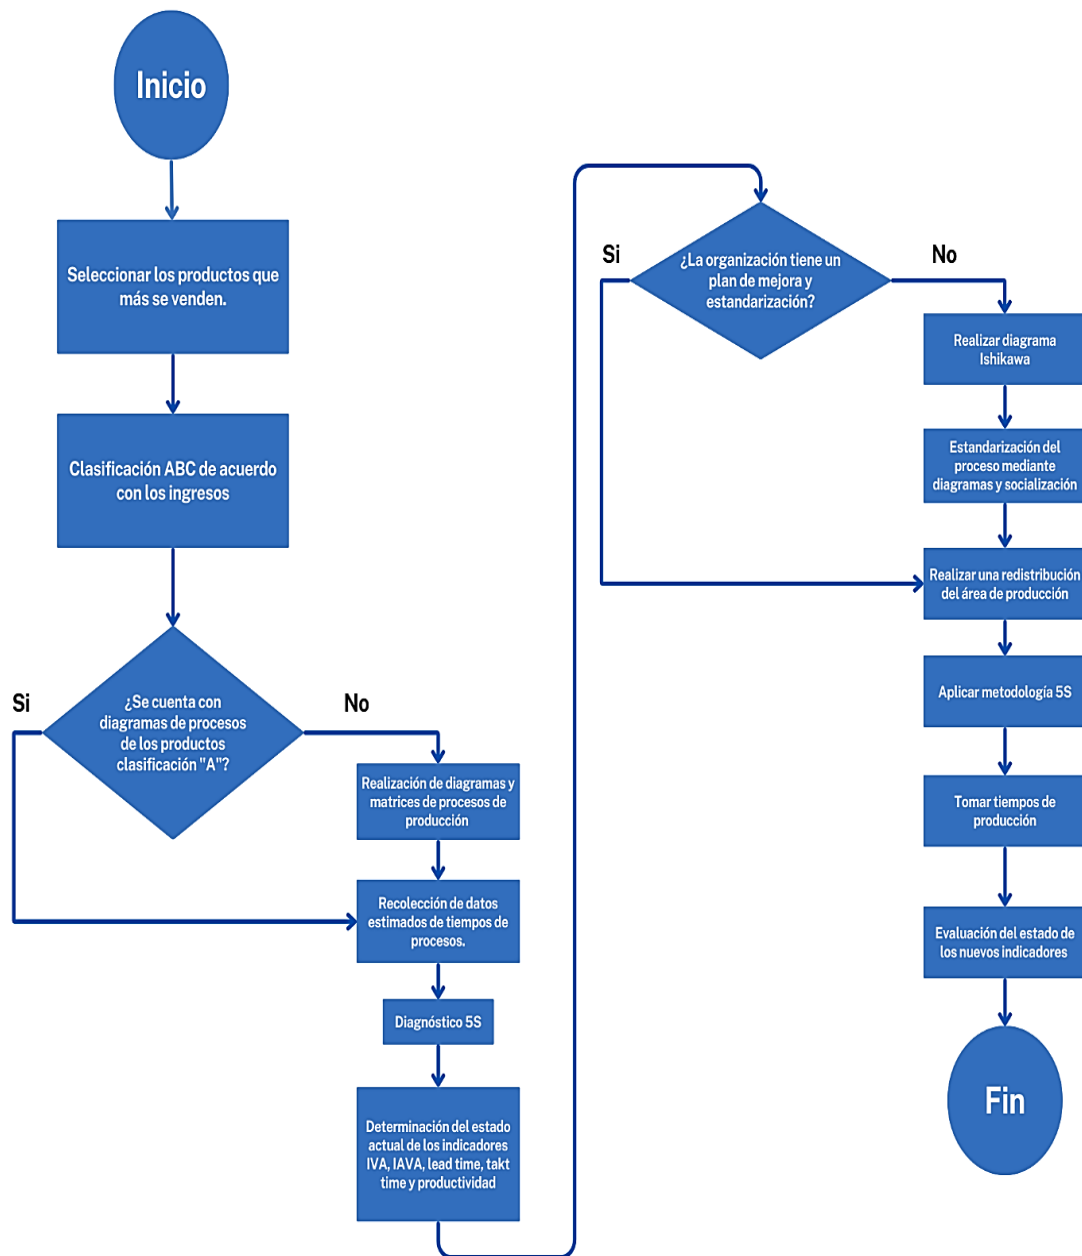 Inicio
Seleccionar los productos que
más se venden.
Clasificación ABC de acuerdo
con los ingresos
¿Se cuenta con
diagramas de procesos
de los productos
clasificación "A"?
Si
No
Realización de diagramas y
matrices de procesos de
producción
Recolección de datos
estimados de tiempos de
procesos.
Diagnóstico 5S
Determinación del estado
actual de los indicadores
IVA, IAVA, lead time, takt
time y productividad
¿La organización tiene un
plan de mejora y
estandarización?
Si
No
Realizar diagrama
Ishikawa
Estandarización del
proceso mediante
diagramas y socialización
Realizar una redistribución
del área de producción
Aplicar metodología 5S
Tomar tiempos de
producción
Evaluación del estado de
los nuevos indicadores
Fin